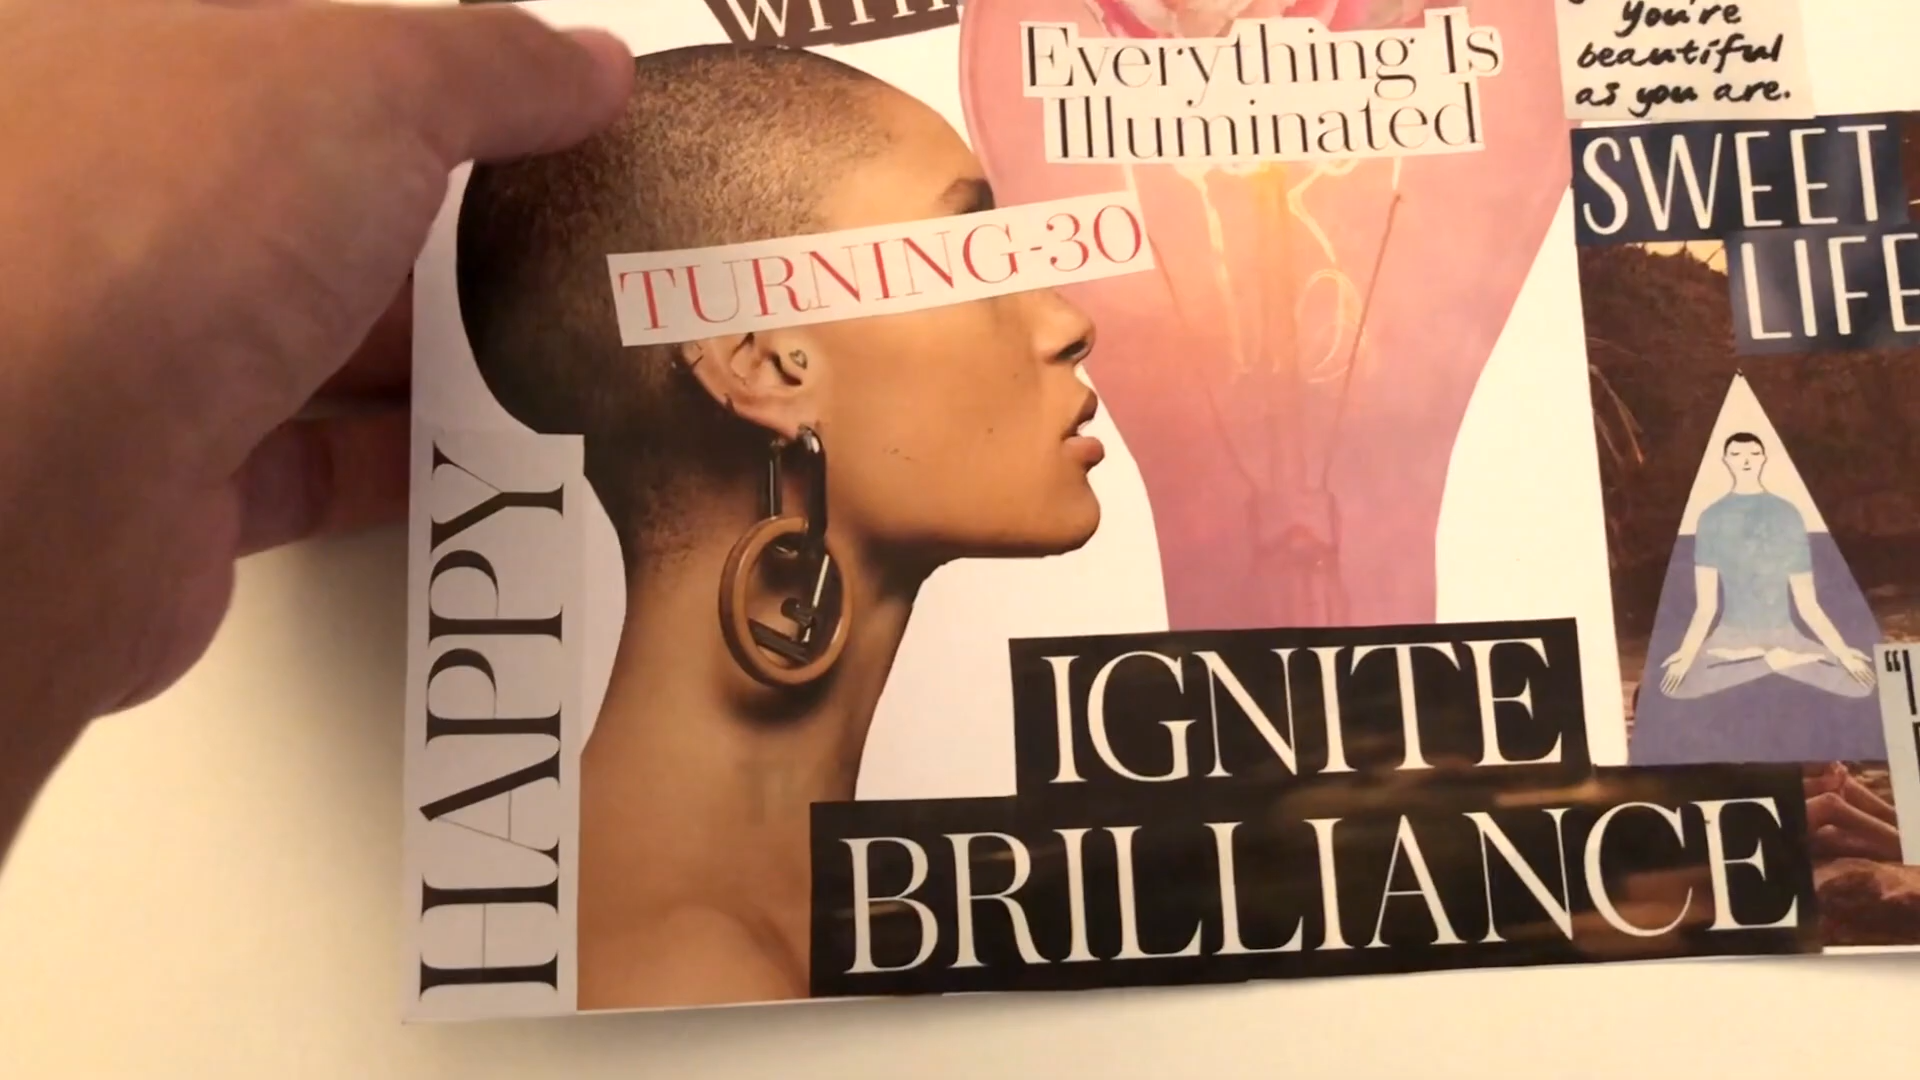 WITH
Everything Is
Illuminated
you're
beautiful
as you are.
SWEET
LIFE
TURNING-30
HAPPY
IGNITE
BRILLIANCE